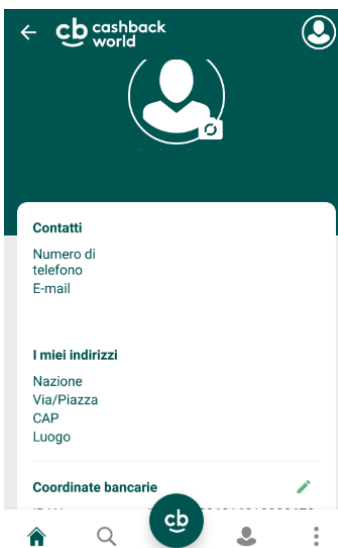 cb cashback
world
Contatti
Numero di
telefono
E-mail
I miei indirizzi
Nazione
Via/Piazza
CAP
Luogo
Coordinate bancarie
cb